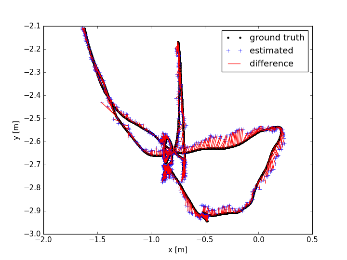 ground truth
estimated
difference
y [m]
−2.1
−2.2
−2.3
−2.4
−2.5
−2.6
−2.7
−2.8
−2.9
−3.0
−2.0 −1.5 −1.0 −0.5 0.0 0.5
x [m]